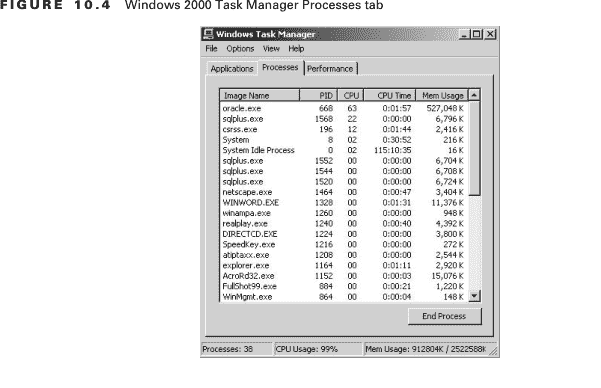 FIGURE 10.4 Windows 2000 Task Manager Processes tab
Windows Task Manager
File Options View Help
Applications Processes Performance
Image Name PID CPU CPU Time Mem Usage
oracle.exe 668 63 0:01:57 527,048 K
sqlplus.exe 1568 22 0:00:00 6,796 K
csrss.exe 196 12 0:01:44 2,416 K
System 8 02 0:30:52 216 K
System Idle Process 0 02 115:10:35 16 K
sqlplus.exe 1552 00 0:00:00 6,704 K
sqlplus.exe 1544 00 0:00:00 6,708 K
sqlplus.exe 1520 00 0:00:00 6,724 K
netscape.exe 1464 00 0:00:47 3,404 K
WINWORD.EXE 1328 00 0:01:31 11,376 K
winampa.exe 1260 00 0:00:00 948 K
realplay.exe 1240 00 0:00:40 4,392 K
DIRECTCD.EXE 1224 00 0:00:00 3,800 K
SpeedKey.exe 1216 00 0:00:00 272 K
atiptaxx.exe 1208 00 0:00:00 2,544 K
explorer.exe 1164 00 0:01:11 2,920 K
AcroRd32.exe 1152 00 0:00:03 15,076 K
FullShot99.exe 884 00 0:00:21 1,220 K
WinMgmt.exe 864 00 0:00:04 148 K
End Process
Processes: 38 CPU Usage: 99% Mem Usage: 912804K / 2522588K